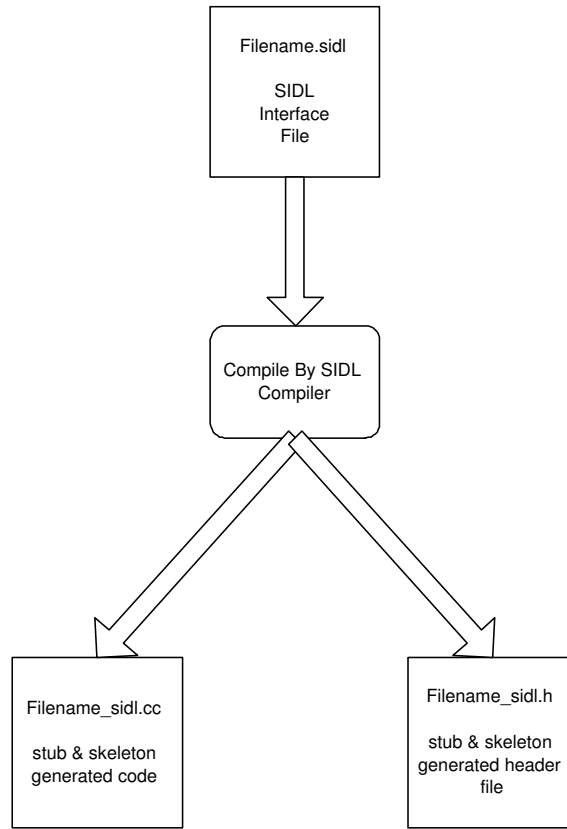 Filename.sidl
SIDL
Interface
File
Compile By SIDL
Compiler
Filename_sidl.cc
stub & skeleton
generated code
Filename_sidl.h
stub & skeleton
generated header
file